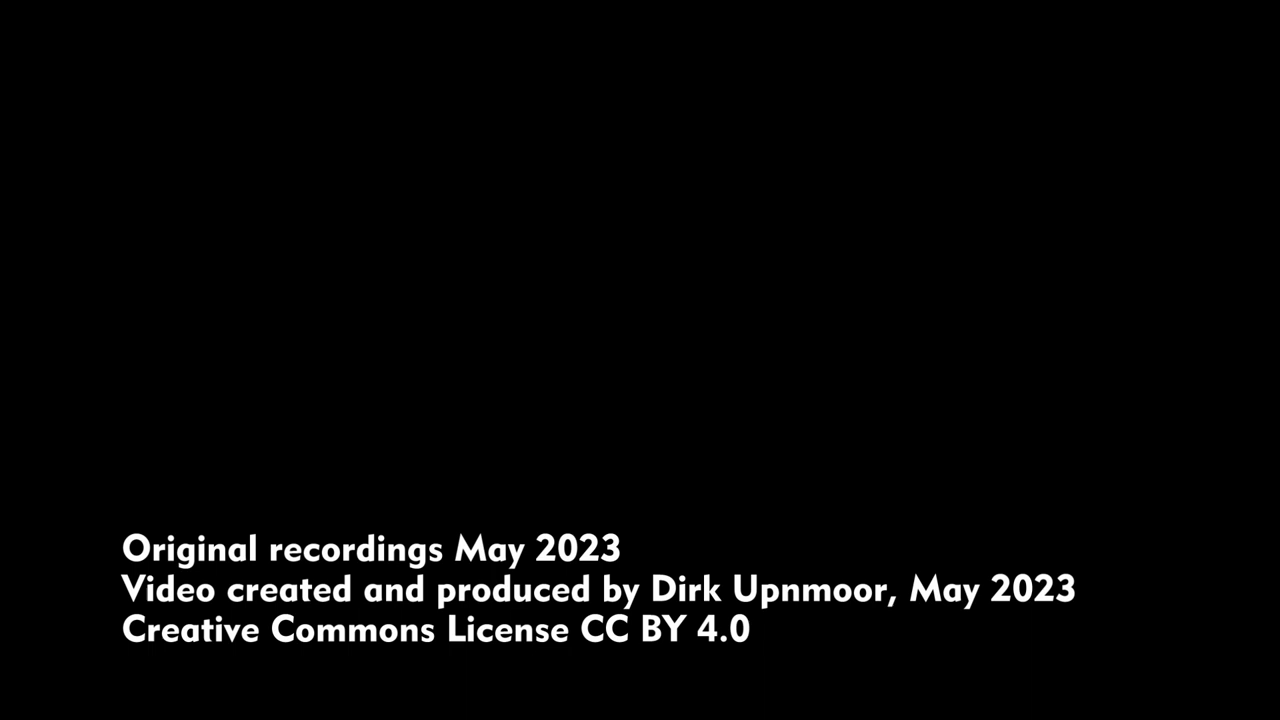 Original recordings May 2023
Video created and produced by Dirk Upnmoor, May 2023
Creative Commons License CC BY 4.0